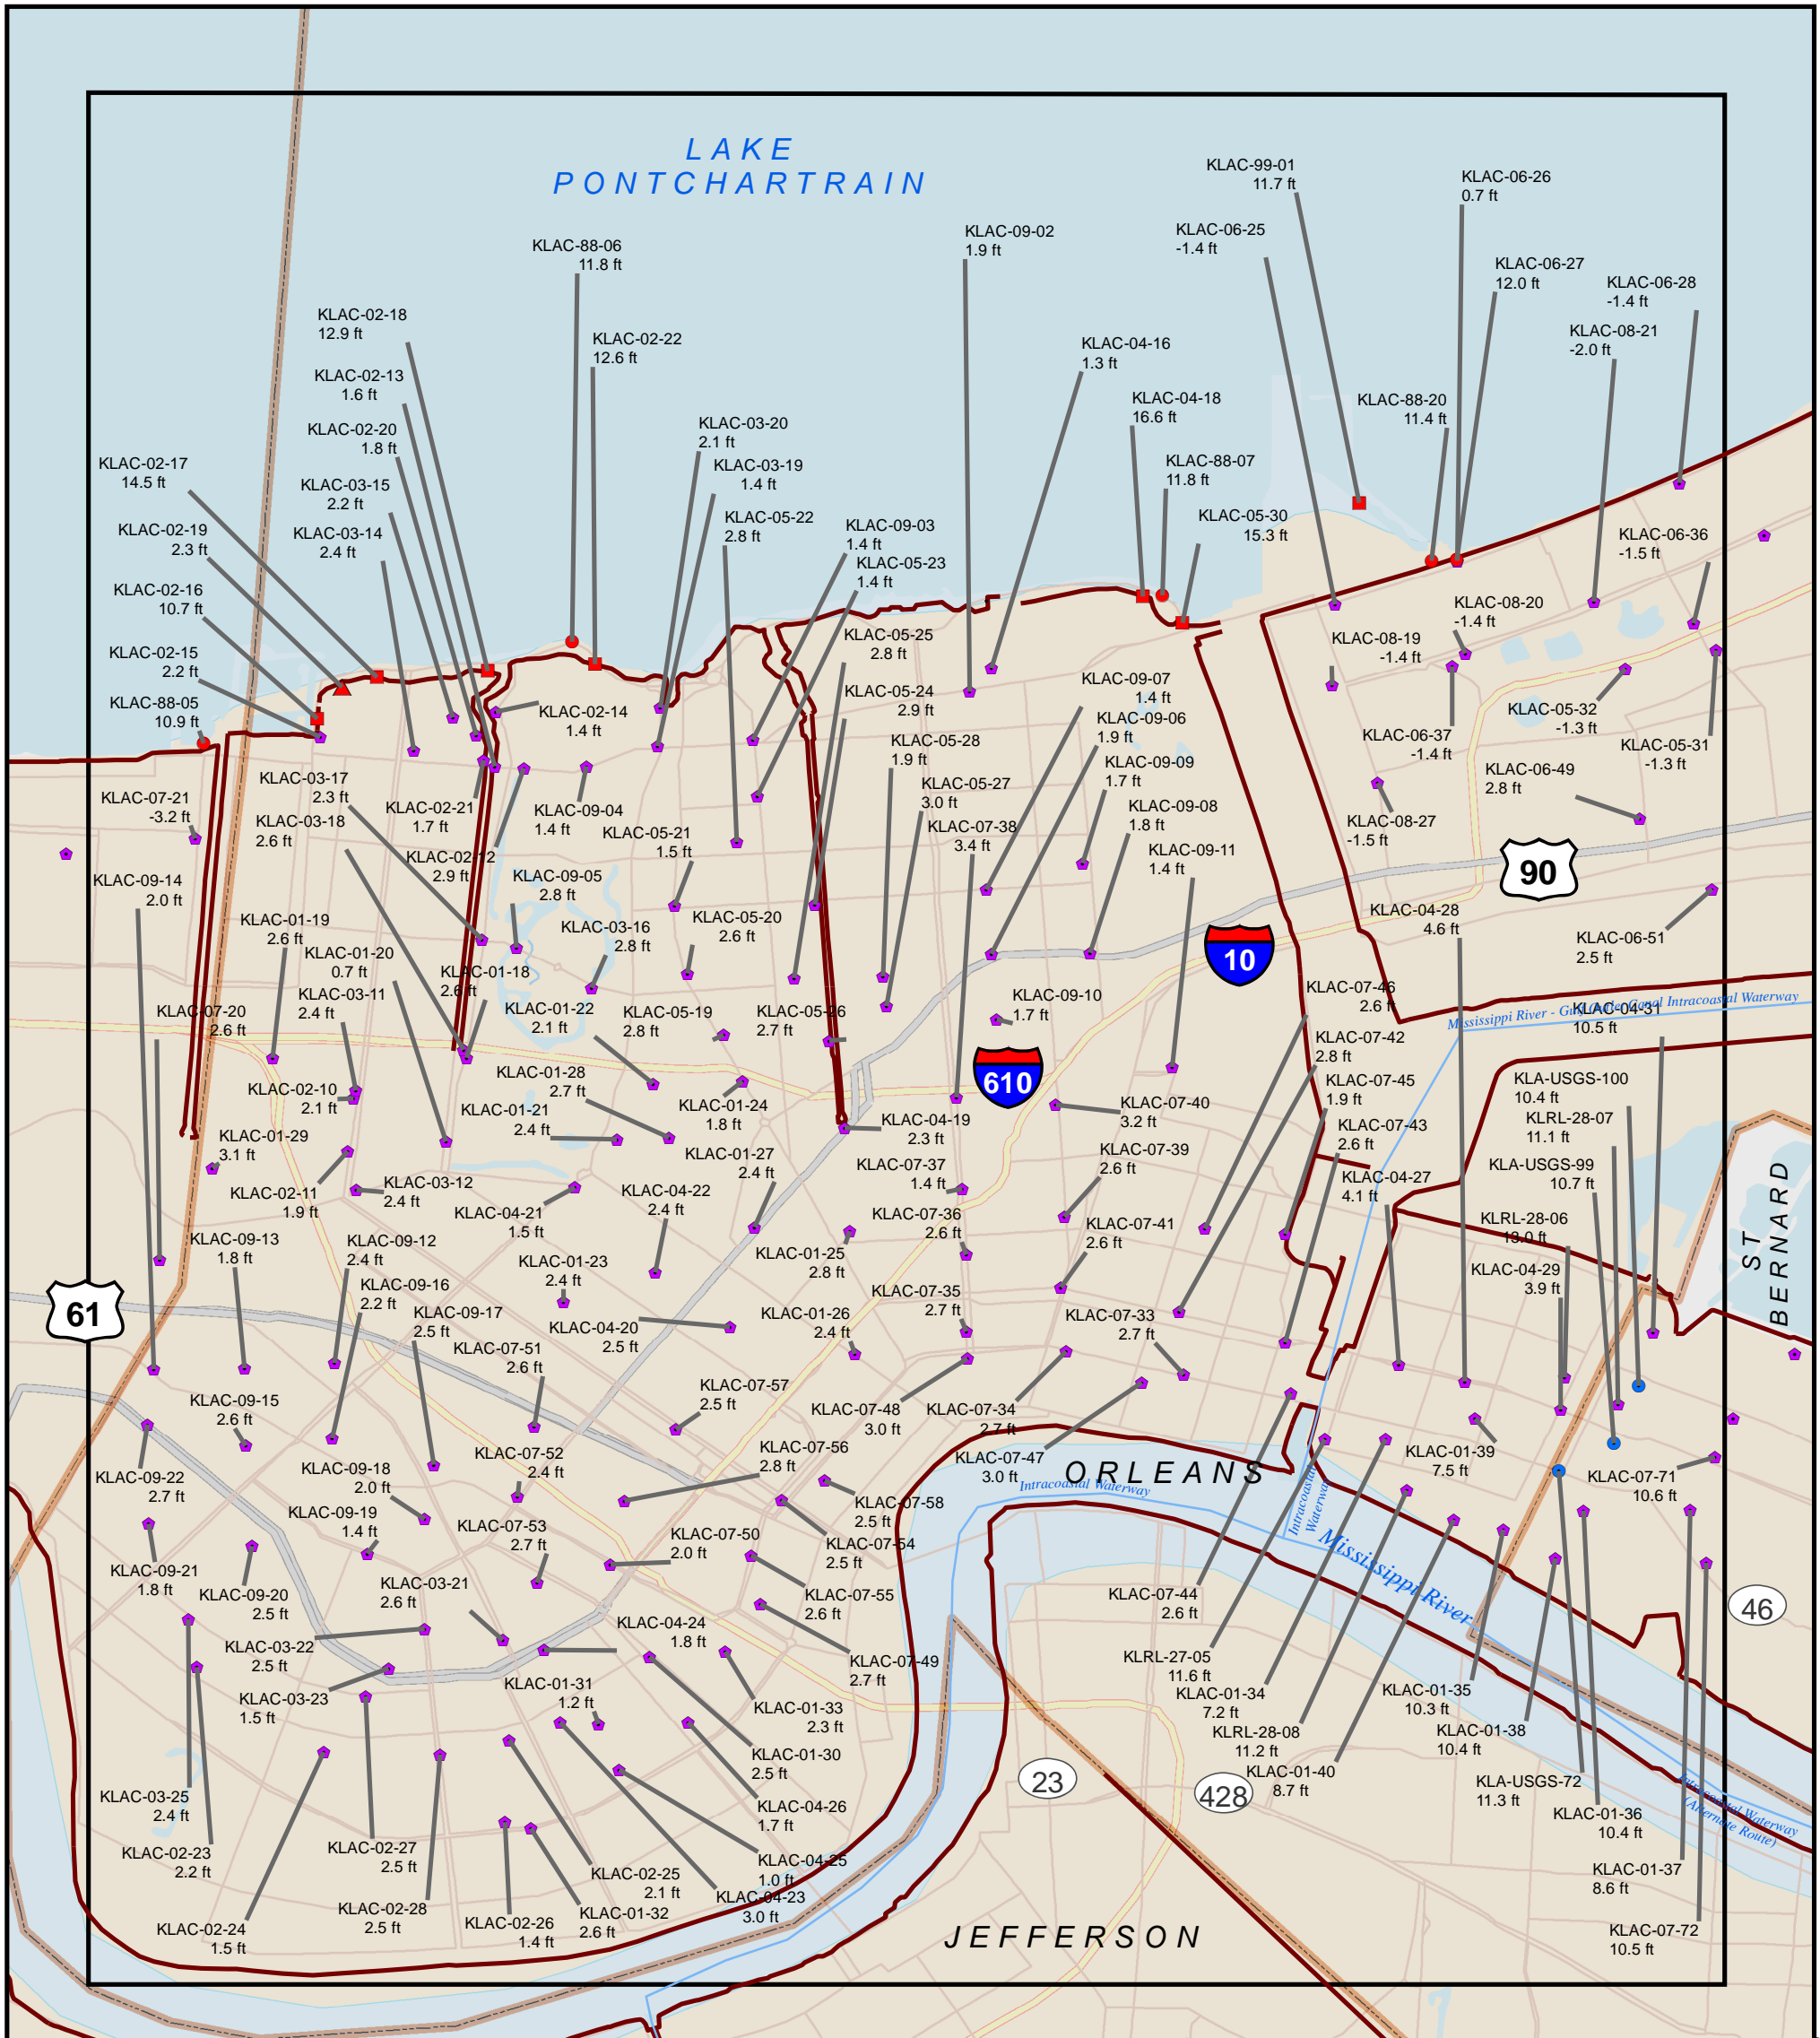 LAKE
PONTCHARTRAIN
KLAC-99-01
11.7 ft
KLAC-06-26
0.7 ft
KLAC-88-06
11.8 ft
KLAC-09-02
1.9 ft
KLAC-06-25
-1.4 ft
KLAC-06-27
12.0 ft
KLAC-06-28
-1.4 ft
KLAC-02-18
12.9 ft
KLAC-02-22
12.6 ft
KLAC-04-16
1.3 ft
KLAC-08-21
-2.0 ft
KLAC-02-13
1.6 ft
KLAC-04-18
16.6 ft
KLAC-88-20
11.4 ft
KLAC-02-20
1.8 ft
KLAC-03-20
2.1 ft
KLAC-02-17
14.5 ft
KLAC-03-19
1.4 ft
KLAC-88-07
11.8 ft
KLAC-03-15
2.2 ft
KLAC-05-22
2.8 ft
KLAC-05-30
15.3 ft
KLAC-02-19
2.3 ft
KLAC-03-14
2.4 ft
KLAC-09-03
1.4 ft
KLAC-06-36
-1.5 ft
KLAC-05-23
1.4 ft
KLAC-02-16
10.7 ft
KLAC-08-20
-1.4 ft
KLAC-02-15
2.2 ft
KLAC-05-25
2.8 ft
KLAC-08-19
-1.4 ft
KLAC-88-05
10.9 ft
KLAC-02-14
1.4 ft
KLAC-05-24
2.9 ft
KLAC-09-07
1.4 ft
KLAC-05-32
-1.3 ft
KLAC-09-06
1.9 ft
KLAC-06-37
-1.4 ft
KLAC-05-31
-1.3 ft
KLAC-05-28
1.9 ft
KLAC-09-09
1.7 ft
KLAC-06-49
2.8 ft
KLAC-03-17
2.3 ft
KLAC-07-21
-3.2 ft
KLAC-02-21
1.7 ft
KLAC-09-04
1.4 ft
KLAC-05-27
3.0 ft
KLAC-09-08
1.8 ft
KLAC-03-18
2.6 ft
KLAC-05-21
1.5 ft
KLAC-07-38
3.4 ft
KLAC-08-27
-1.5 ft
KLAC-02-12
2.9 ft
KLAC-09-11
1.4 ft
90
KLAC-09-14
2.0 ft
KLAC-09-05
2.8 ft
KLAC-04-28
4.6 ft
KLAC-01-19
2.6 ft
KLAC-03-16
2.8 ft
KLAC-05-20
2.6 ft
KLAC-06-51
2.5 ft
KLAC-01-20
0.7 ft
KLAC-01-18
2.6 ft
10
KLAC-03-11
2.4 ft
KLAC-07-46
2.6 ft
KLAC-07-20
2.6 ft
KLAC-01-22
2.1 ft
KLAC-05-19
2.8 ft
KLAC-05-26
2.7 ft
KLAC-09-10
1.7 ft
Mississippi River - Gulf Outlet Canal Intracoastal Waterway
KLAC-04-31
10.5 ft
KLAC-07-42
2.8 ft
610
KLAC-01-28
2.7 ft
KLAC-07-45
1.9 ft
KLA-USGS-100
10.4 ft
KLAC-02-10
2.1 ft
KLAC-01-21
2.4 ft
KLAC-01-24
1.8 ft
KLAC-07-40
3.2 ft
KLAC-04-19
2.3 ft
KLAC-07-43
2.6 ft
KLRL-28-07
11.1 ft
KLAC-01-29
3.1 ft
KLAC-01-27
2.4 ft
KLAC-07-39
2.6 ft
KLAC-07-37
1.4 ft
KLAC-04-27
4.1 ft
KLA-USGS-99
10.7 ft
KLAC-02-11
1.9 ft
KLAC-03-12
2.4 ft
KLAC-04-22
2.4 ft
ST
BERNARD
KLAC-04-21
1.5 ft
KLAC-07-36
2.6 ft
KLAC-07-41
2.6 ft
KLRL-28-06
13.0 ft
KLAC-09-13
1.8 ft
KLAC-09-12
2.4 ft
KLAC-01-23
2.4 ft
KLAC-01-25
2.8 ft
KLAC-04-29
3.9 ft
KLAC-09-16
2.2 ft
61
KLAC-07-35
2.7 ft
KLAC-09-17
2.5 ft
KLAC-04-20
2.5 ft
KLAC-01-26
2.4 ft
KLAC-07-33
2.7 ft
KLAC-07-51
2.6 ft
KLAC-07-57
2.5 ft
KLAC-09-15
2.6 ft
KLAC-07-48
3.0 ft
KLAC-07-34
2.7 ft
KLAC-07-56
2.8 ft
KLAC-07-47
3.0 ft
KLAC-01-39
7.5 ft
KLAC-07-52
2.4 ft
KLAC-09-18
2.0 ft
KLAC-09-22
2.7 ft
ORLEANS
KLAC-07-71
10.6 ft
Intracoastal Waterway
Intracoastal
Waterway
KLAC-07-58
2.5 ft
KLAC-09-19
1.4 ft
KLAC-07-53
2.7 ft
KLAC-07-50
2.0 ft
KLAC-07-54
2.5 ft
Mississippi River
KLAC-09-21
1.8 ft
KLAC-09-20
2.5 ft
KLAC-03-21
2.6 ft
KLAC-07-55
2.6 ft
KLAC-07-44
2.6 ft
46
KLAC-04-24
1.8 ft
KLAC-03-22
2.5 ft
KLAC-07-49
2.7 ft
KLRL-27-05
11.6 ft
KLAC-01-31
1.2 ft
KLAC-03-23
1.5 ft
KLAC-01-33
2.3 ft
KLAC-01-34
7.2 ft
KLAC-01-35
10.3 ft
KLRL-28-08
11.2 ft
KLAC-01-38
10.4 ft
KLAC-01-30
2.5 ft
23
428
KLAC-01-40
8.7 ft
KLA-USGS-72
11.3 ft
Intracoastal Waterway
(Alternate Route)
KLAC-03-25
2.4 ft
KLAC-04-26
1.7 ft
KLAC-01-36
10.4 ft
KLAC-02-23
2.2 ft
KLAC-02-27
2.5 ft
KLAC-04-25
1.0 ft
KLAC-01-37
8.6 ft
KLAC-02-25
2.1 ft
KLAC-04-23
3.0 ft
KLAC-02-28
2.5 ft
KLAC-01-32
2.6 ft
KLAC-02-26
1.4 ft
KLAC-02-24
1.5 ft
JEFFERSON
KLAC-07-72
10.5 ft